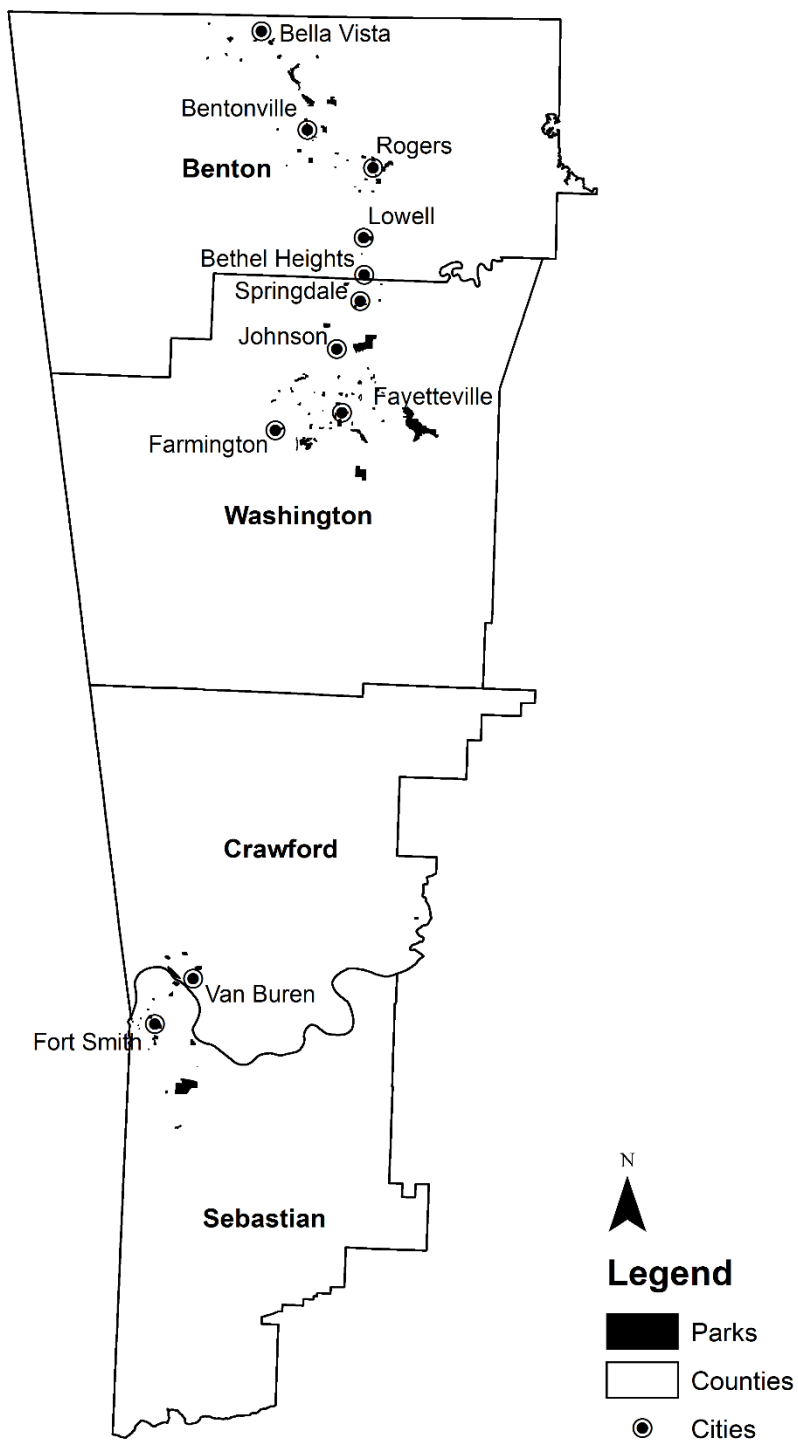 Bella Vista
Bentonville
Rogers
Benton
Lowell
Bethel Heights
Springdale
Johnson
Fayetteville
Farmington
Washington
Crawford
Van Buren
Fort Smith
Sebastian
N
Legend
Parks
Counties
Cities